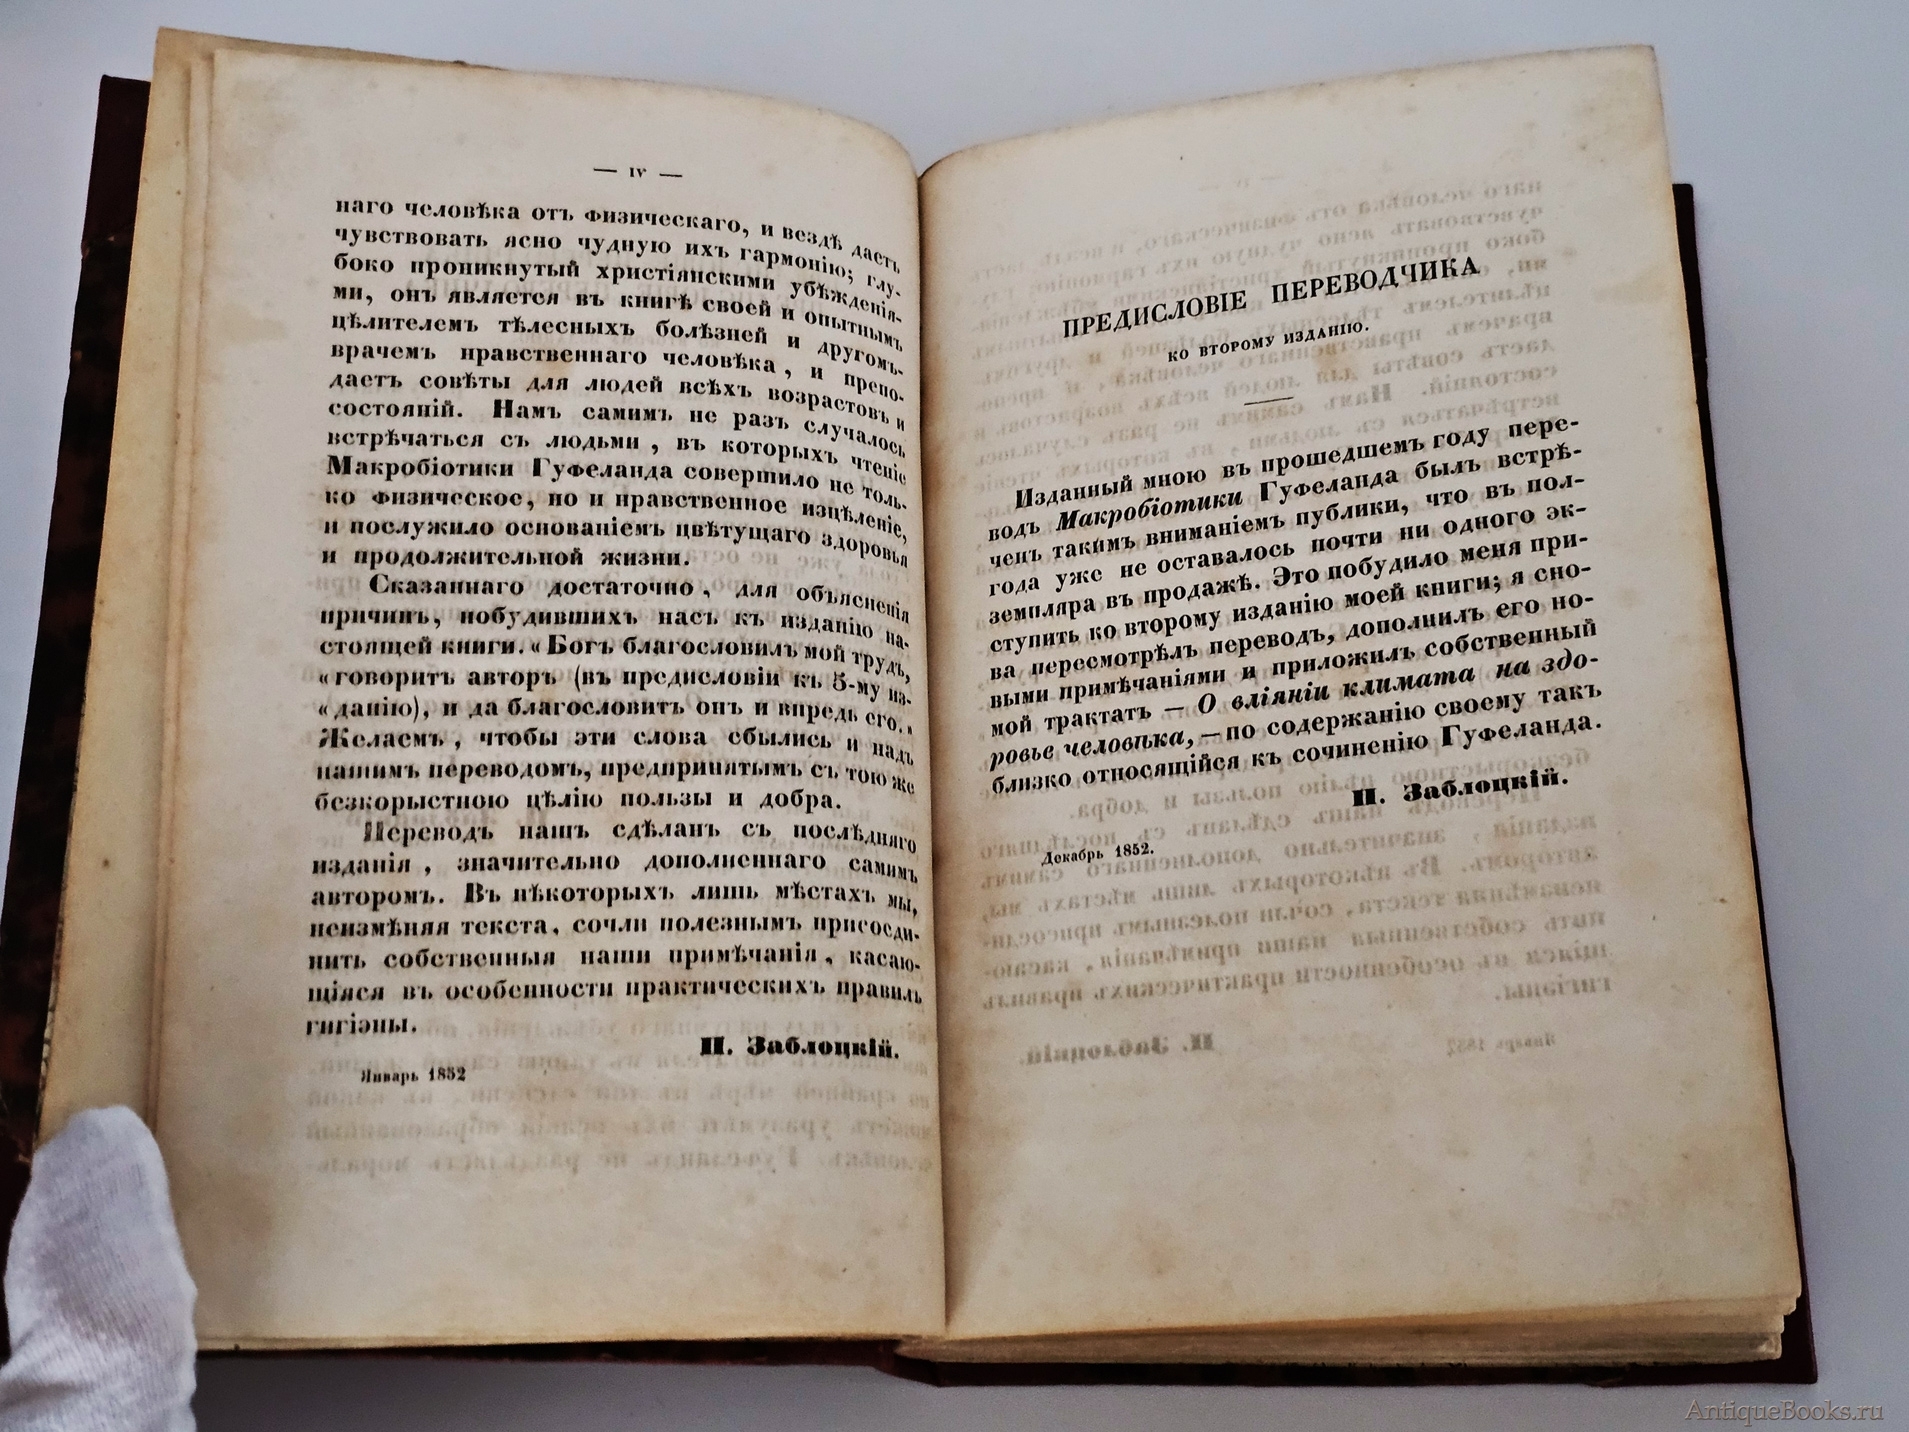 — IV —
наго человѣка отъ физическаго, и вездѣ даетъ
чувствовать ясно чудную ихъ гармонію; глу-
боко проникнутый христіянскими убѣжденія-
ми, онъ является въ книгѣ своей и опытнымъ
цѣлителемъ тѣлесныхъ болѣзней и другомъ-
врачемъ нравственнаго человѣка, и препо-
даетъ совѣты для людей всѣхъ возрастовъ и
состояній. Намъ самимъ не разъ случалось
встрѣчаться съ людьми, въ которыхъ чтеніе
Макробіотики Гуфеланда совершило не толь-
ко физическое, но и нравственное изцѣленіе,
и послужило основаніемъ цвѣтущаго здоровья
и продолжительной жизни.
Сказаннаго достаточно, для объясненія
причинъ, побудившихъ насъ къ изданію на-
стоящей книги. «Богъ благословилъ мой трудъ,
«говоритъ авторъ (въ предисловіи къ 5-му из-
«данію), и да благословитъ онъ и впредь его.»
Желаемъ, чтобы эти слова сбылись и надъ
нашимъ переводомъ, предпринятымъ съ тою же
безкорыстною цѣлію пользы и добра.
Переводъ нашъ сдѣланъ съ послѣдняго
изданія, значительно дополненнаго самимъ
авторомъ. Въ нѣкоторыхъ лишь мѣстахъ мы,
неизмѣняя текста, сочли полезнымъ присоеди-
нить собственныя наши примѣчанія, касаю-
щіяся въ особенности практическихъ правилъ
гигіэны.
П. Заблоцкій.
Январь 1852
ПРЕДИСЛОВІЕ ПЕРЕВОДЧИКА
КО ВТОРОМУ ИЗДАНІЮ.
Изданный мною въ прошедшемъ году пере-
водъ Макробіотики Гуфеланда былъ встрѣ-
ченъ такимъ вниманіемъ публики, что въ пол-
года уже не оставалось почти ни одного эк-
земпляра въ продажѣ. Это побудило меня при-
ступить ко второму изданію моей книги; я сно-
ва пересмотрѣлъ переводъ, дополнилъ его но-
выми примѣчаніями и приложилъ собственный
мой трактатъ — О вліяніи климата на здо-
ровье человѣка, — по содержанію своему такъ
близко относящійся къ сочиненію Гуфеланда.
П. Заблоцкій.
Декабрь 1852.
AntiqueBooks.ru